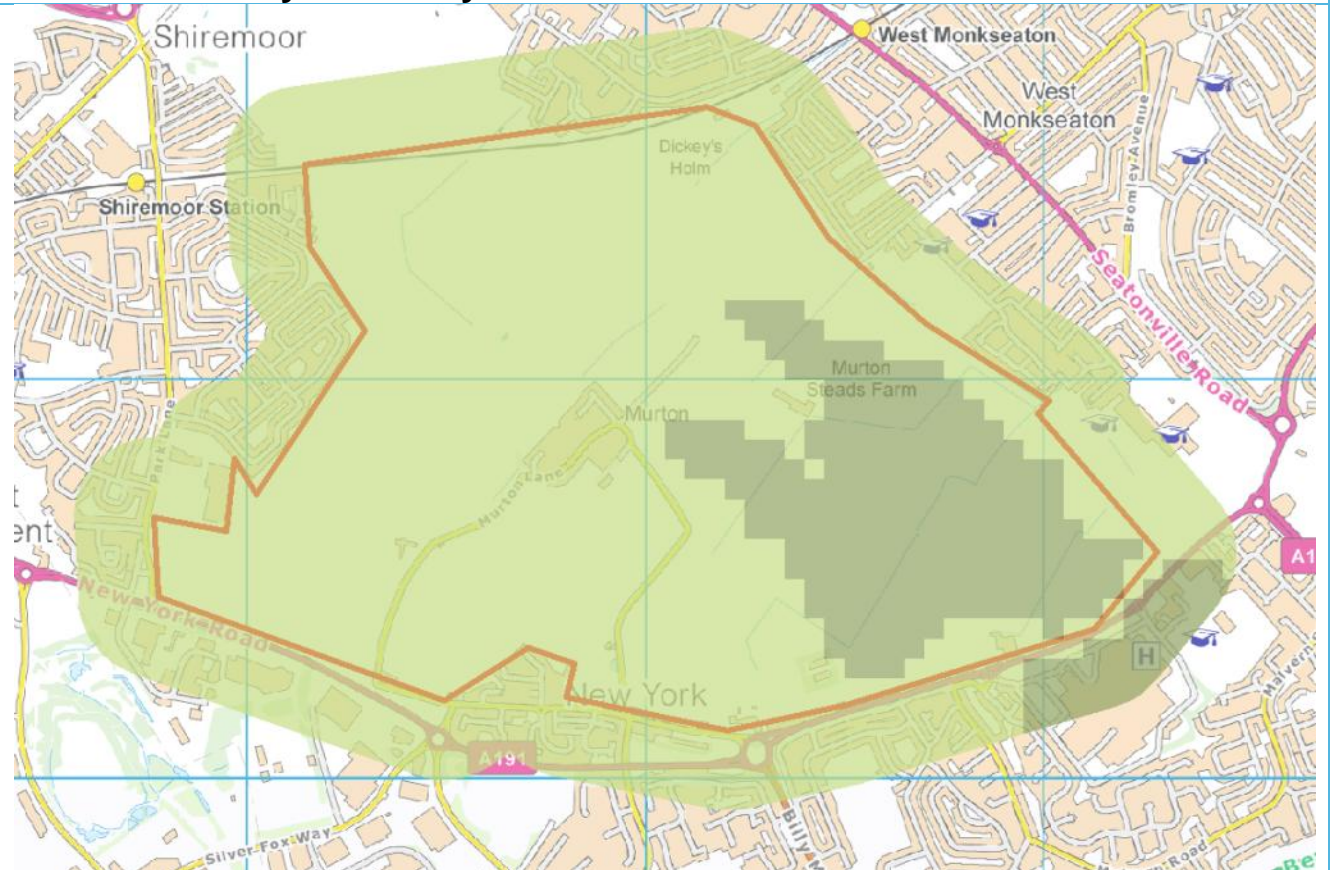 Shiremoor
West Monkseaton
West
Monkseaton
Bromley Avenue
Dickey's
Holm
Shiremoor Station
Seatonville Road
Murton
Steads Farm
Murton
Park Lane
Murton Lane
ent
A1
New York Road
H
New York
A191
Silver Fox Way
Billy M
Malvern
Road